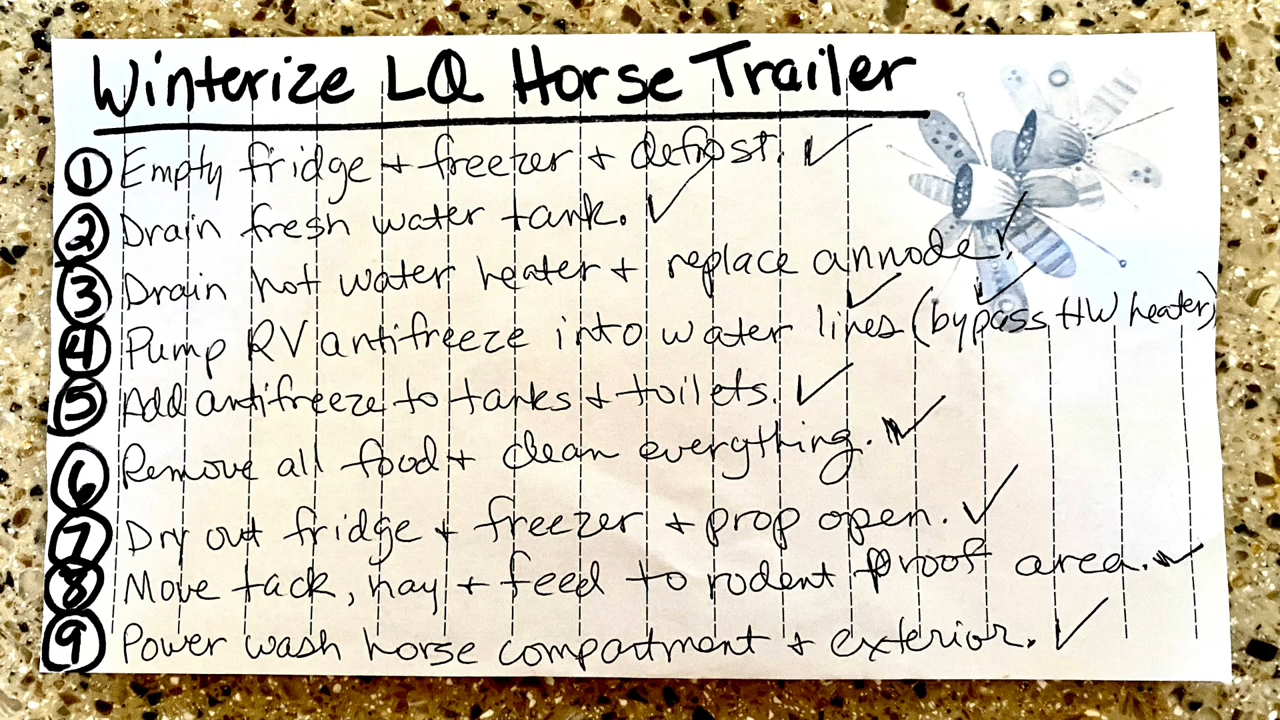 Winterize LQ Horse Trailer
① Empty fridge + freezer + defrost. ✓
② Drain fresh water tank. ✓
③ Drain hot water heater + replace annode. ✓
④ Pump RV antifreeze into water lines ✓ (bypass HW heater) ✓
⑤ Add antifreeze to tanks + toilets. ✓
⑥ Remove all food + clean everything. ✓
⑦ Dry out fridge + freezer + prop open. ✓
⑧ Move tack, hay + feed to rodent proof area. ✓
⑨ Power wash horse compartment + exterior. ✓